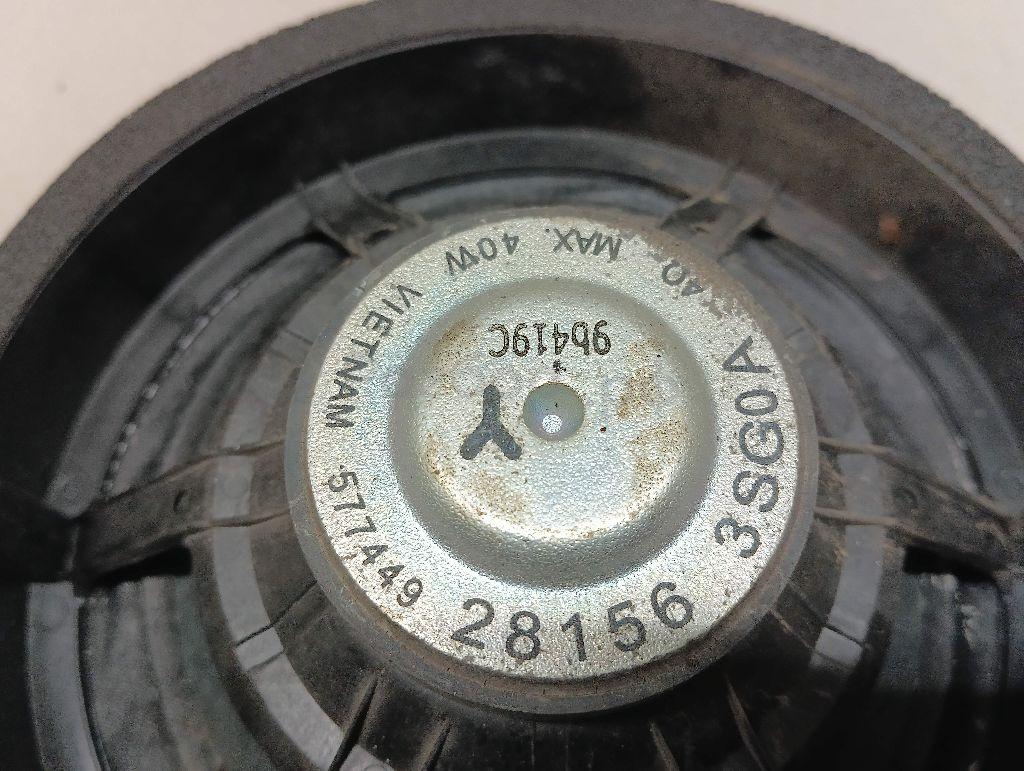 28156 3SG0A
MAX. 40W
VIETNAM 577449
9b419C
Y